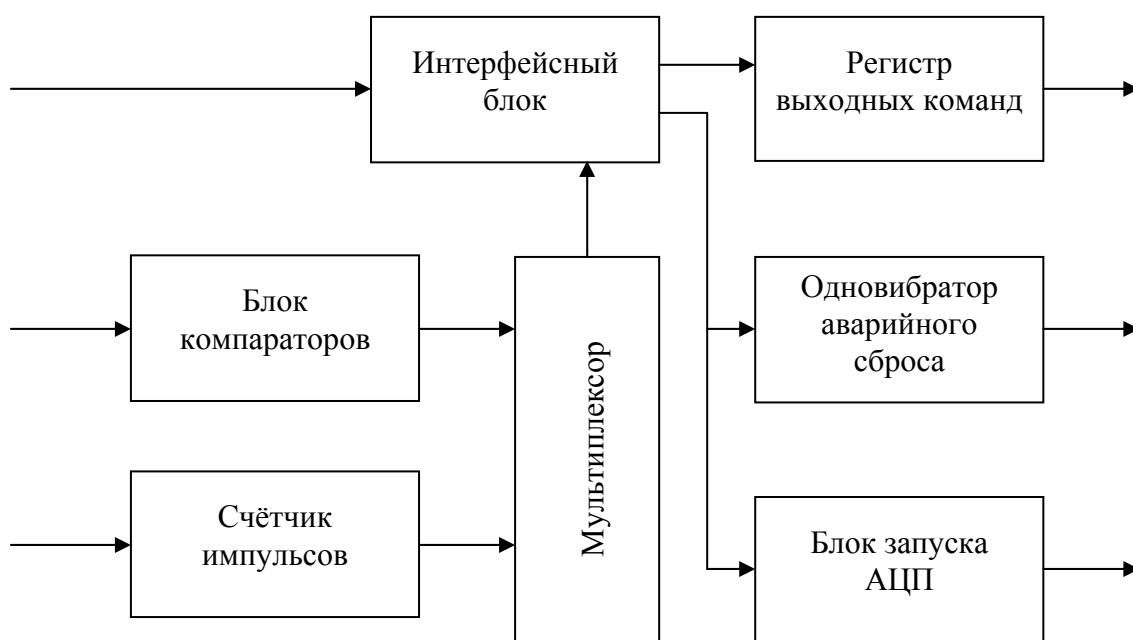 Интерфейсный
блок
Регистр
выходных команд
Блок
компараторов
Мультиплексор
Одновибратор
аварийного
сброса
Счётчик
импульсов
Блок запуска
АЦП